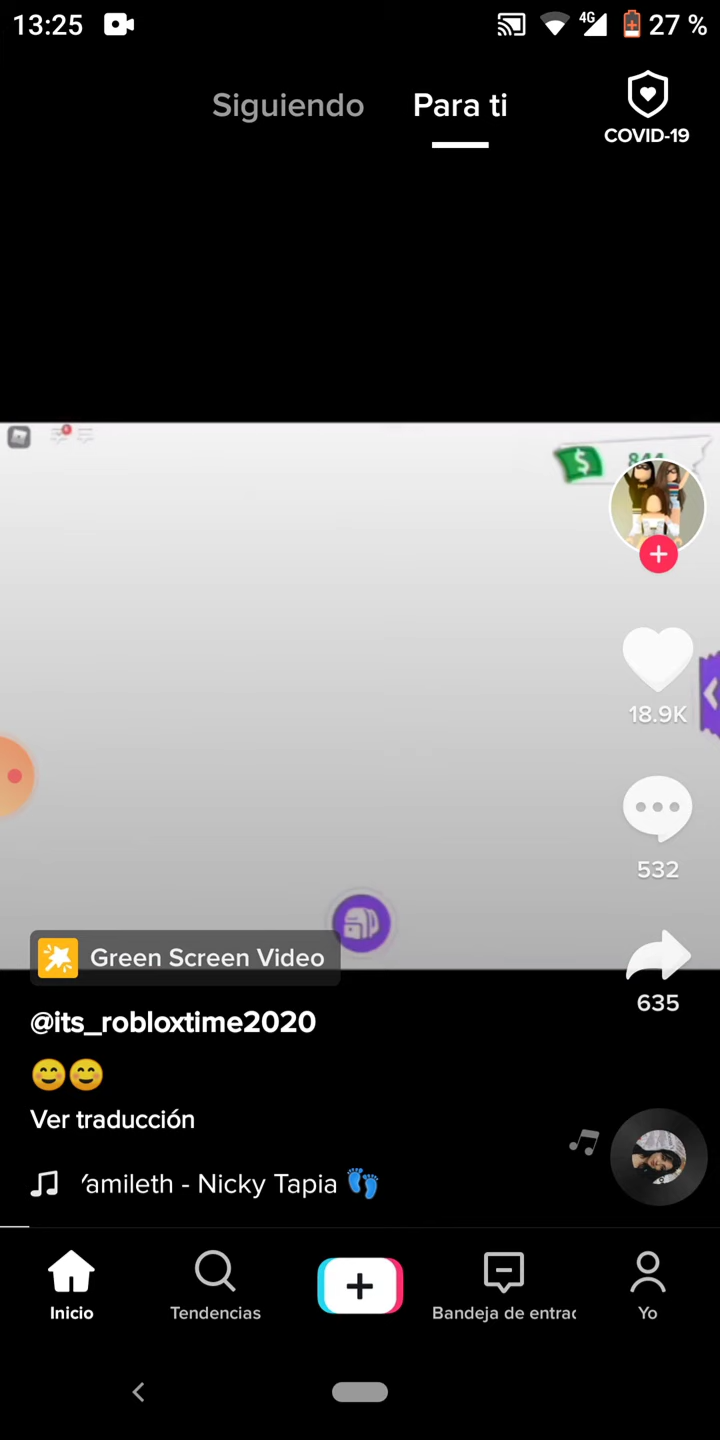 13:25
4G
27 %
Siguiendo
Para ti
COVID-19
$
18.9K
532
635
Green Screen Video
@its_robloxtime2020
😊😊
Ver traducción
amileth - Nicky Tapia 👣
Inicio
Tendencias
Bandeja de entrac
Yo